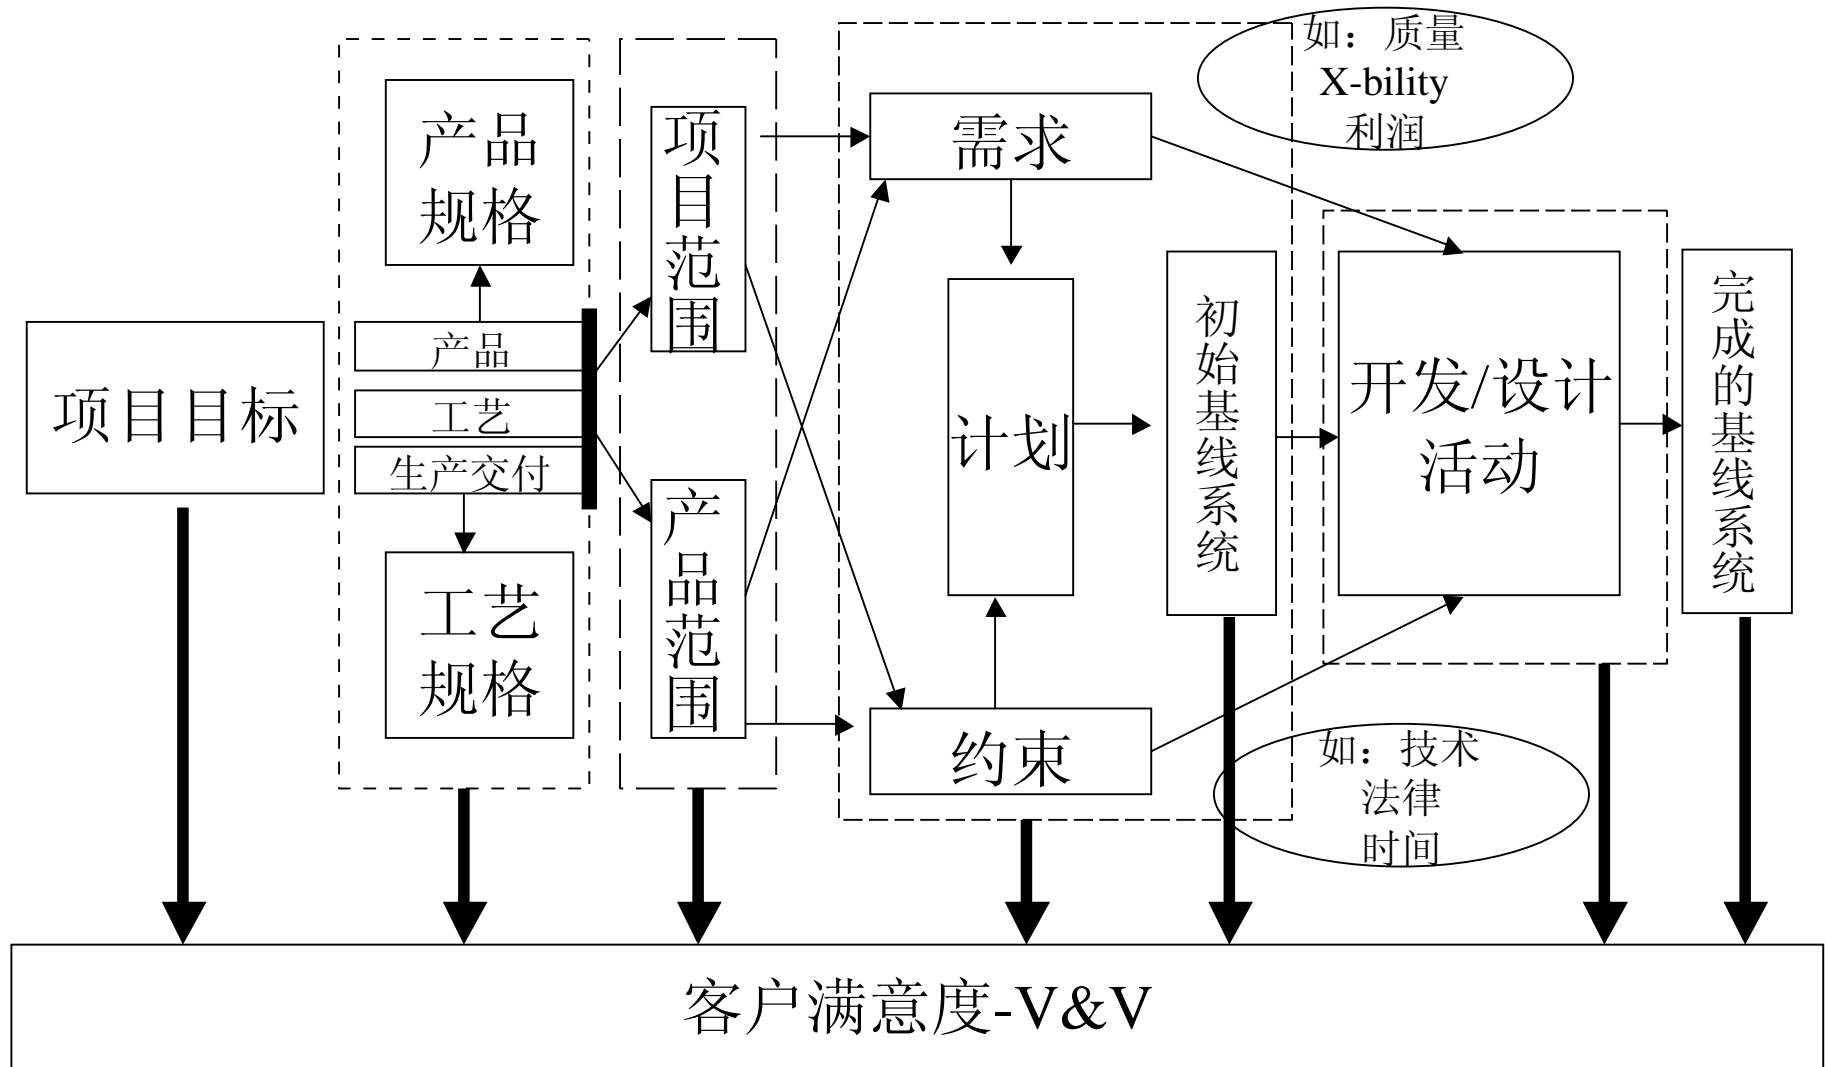 项目目标
产品
规格
产品
工艺
生产交付
工艺
规格
项目范围
产品范围
需求
计划
约束
初始基线系统
如：质量
X-bility
利润
开发/设计
活动
如：技术
法律
时间
完成的基线系统
客户满意度-V&V